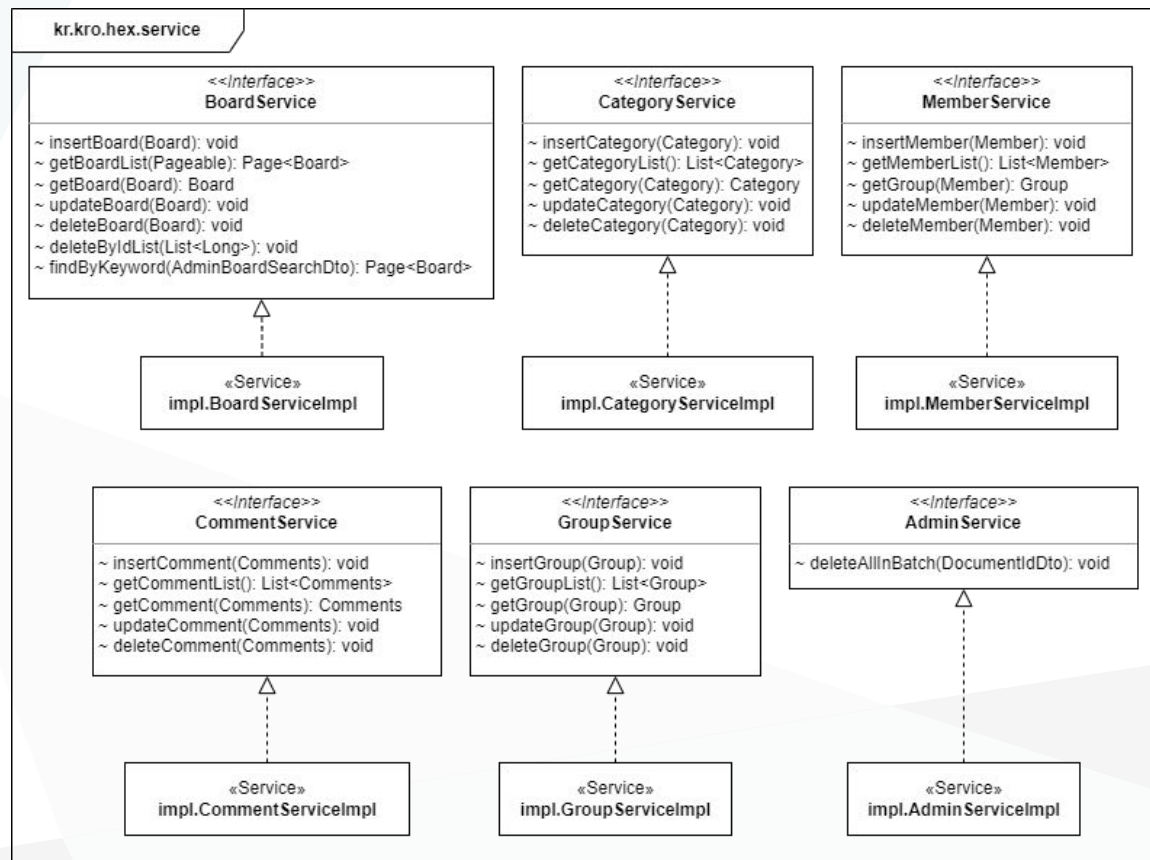 kr.kro.hex.service
<<Interface>>
BoardService
~ insertBoard(Board): void
~ getBoardList(Pageable): Page<Board>
~ getBoard(Board): Board
~ updateBoard(Board): void
~ deleteBoard(Board): void
~ deleteByIdList(List<Long>): void
~ findByKeyword(AdminBoardSearchDto): Page<Board>
«Service»
impl.BoardServiceImpl
<<Interface>>
CategoryService
~ insertCategory(Category): void
~ getCategoryList(): List<Category>
~ getCategory(Category): Category
~ updateCategory(Category): void
~ deleteCategory(Category): void
«Service»
impl.CategoryServiceImpl
<<Interface>>
MemberService
~ insertMember(Member): void
~ getMemberList(): List<Member>
~ getGroup(Member): Group
~ updateMember(Member): void
~ deleteMember(Member): void
«Service»
impl.MemberServiceImpl
<<Interface>>
CommentService
~ insertComment(Comments): void
~ getCommentList(): List<Comments>
~ getComment(Comments): Comments
~ updateComment(Comments): void
~ deleteComment(Comments): void
«Service»
impl.CommentServiceImpl
<<Interface>>
GroupService
~ insertGroup(Group): void
~ getGroupList(): List<Group>
~ getGroup(Group): Group
~ updateGroup(Group): void
~ deleteGroup(Group): void
«Service»
impl.GroupServiceImpl
<<Interface>>
AdminService
~ deleteAllInBatch(DocumentIdDto): void
«Service»
impl.AdminServiceImpl